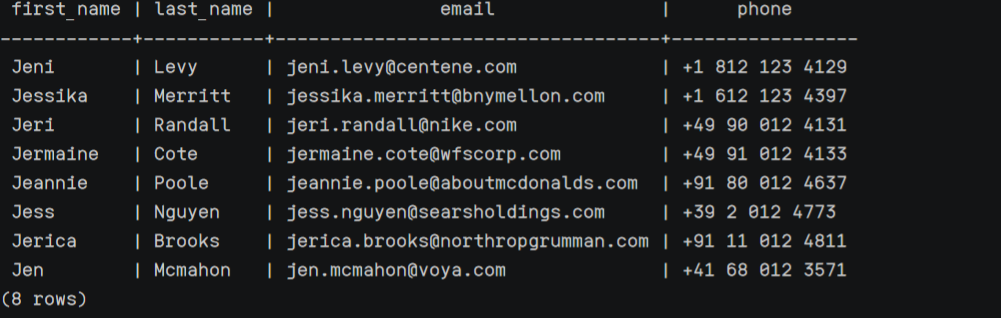 first_name | last_name | email | phone
------------+-----------+-----------------------------------+-----------------
Jeni | Levy | jeni.levy@centene.com | +1 812 123 4129
Jessika | Merritt | jessika.merritt@bnymellon.com | +1 612 123 4397
Jeri | Randall | jeri.randall@nike.com | +49 90 012 4131
Jermaine | Cote | jermaine.cote@wfscorp.com | +49 91 012 4133
Jeannie | Poole | jeannie.poole@aboutmcdonalds.com | +91 80 012 4637
Jess | Nguyen | jess.nguyen@searsholdings.com | +39 2 012 4773
Jerica | Brooks | jerica.brooks@northropgrumman.com | +91 11 012 4811
Jen | Mcmahon | jen.mcmahon@voya.com | +41 68 012 3571
(8 rows)